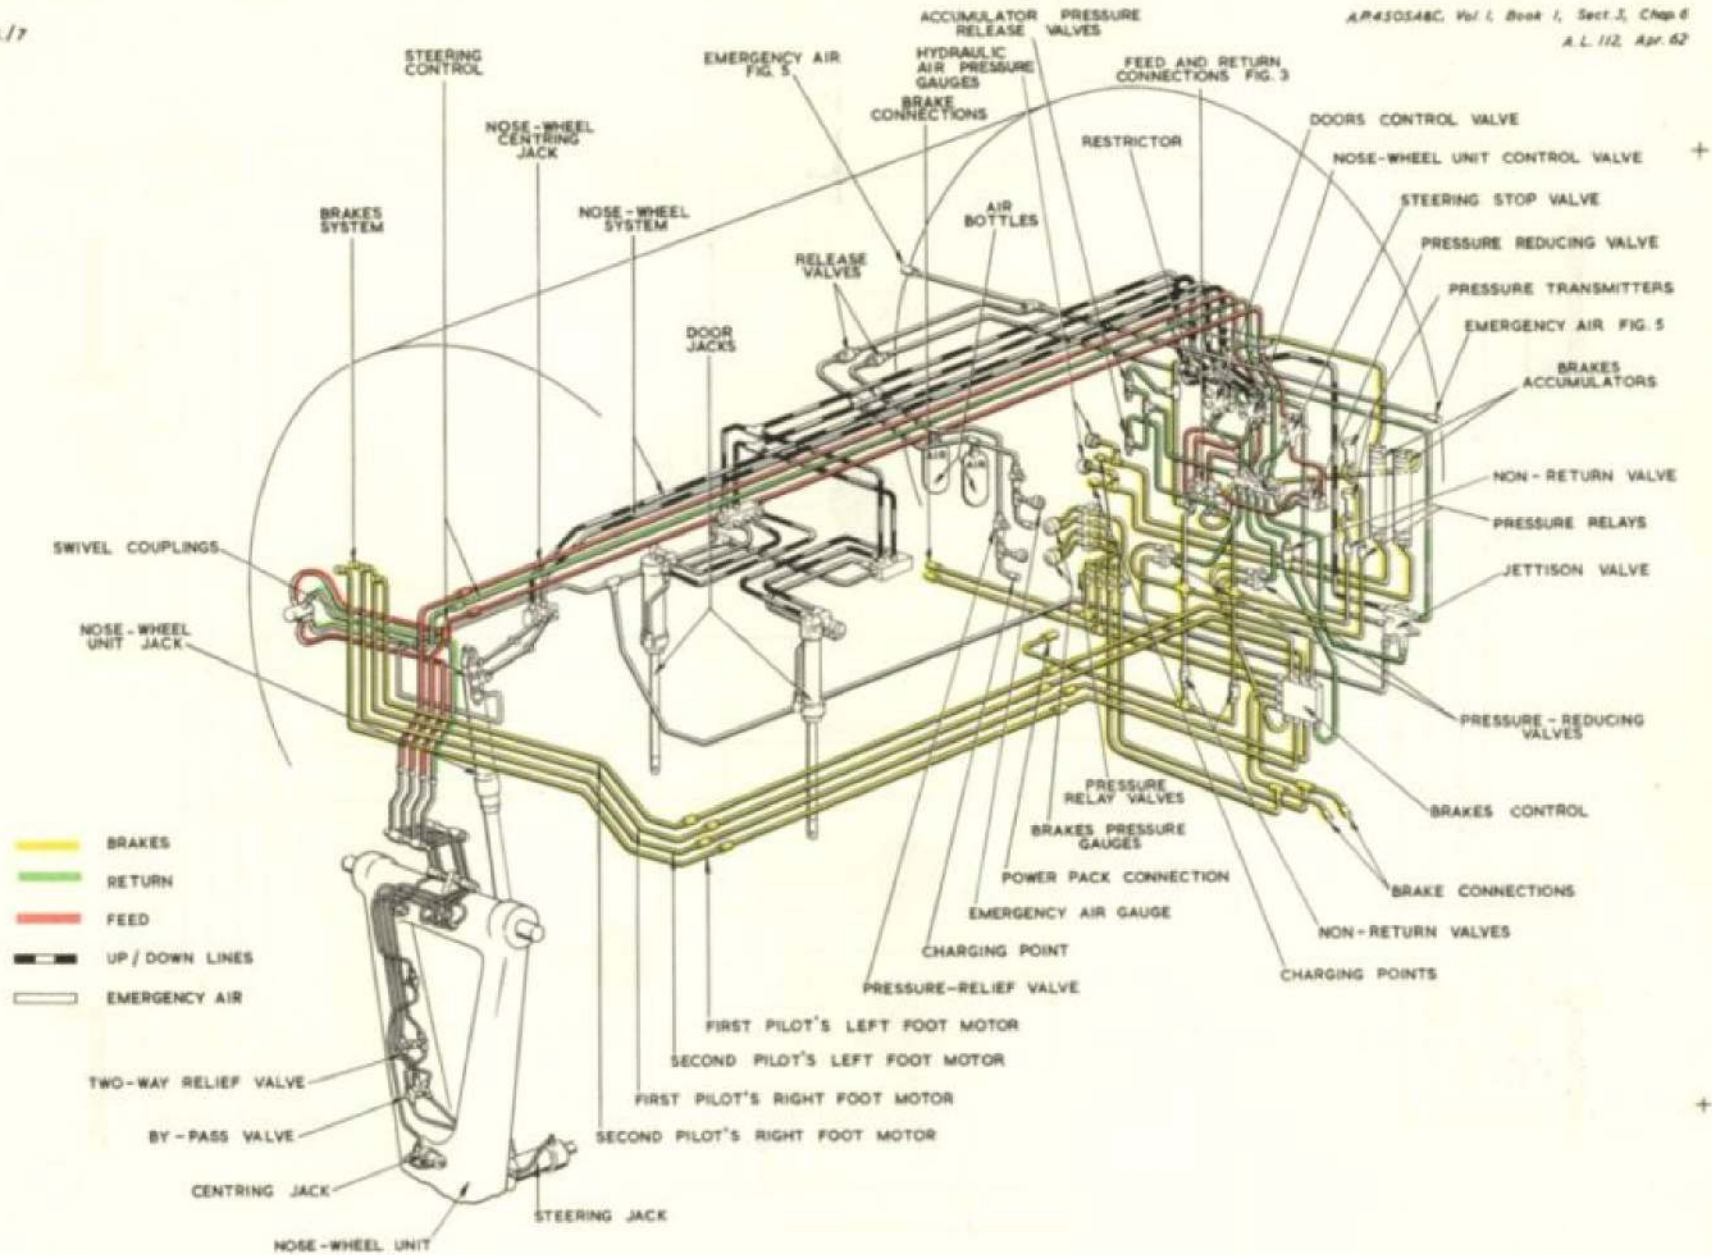 ./7
A.P.4505A&C, Vol. 1, Book 1, Sect. 3, Chap. 6
A.L. 112, Apr. 62
STEERING
CONTROL
EMERGENCY AIR
FIG. 5
ACCUMULATOR PRESSURE
RELEASE VALVES
HYDRAULIC
AIR PRESSURE
GAUGES
BRAKE
CONNECTIONS
FEED AND RETURN
CONNECTIONS FIG. 3
NOSE-WHEEL
CENTRING
JACK
RESTRICTOR
DOORS CONTROL VALVE
NOSE-WHEEL UNIT CONTROL VALVE
BRAKES
SYSTEM
NOSE-WHEEL
SYSTEM
AIR
BOTTLES
STEERING STOP VALVE
RELEASE
VALVES
PRESSURE REDUCING VALVE
PRESSURE TRANSMITTERS
DOOR
JACKS
EMERGENCY AIR FIG. 5
BRAKES
ACCUMULATORS
AIR
AIR
NON-RETURN VALVE
PRESSURE RELAYS
SWIVEL COUPLINGS
JETTISON VALVE
NOSE-WHEEL
UNIT JACK
PRESSURE-REDUCING
VALVES
PRESSURE
RELAY VALVES
BRAKES CONTROL
BRAKES PRESSURE
GAUGES
BRAKES
RETURN
FEED
UP / DOWN LINES
EMERGENCY AIR
POWER PACK CONNECTION
BRAKE CONNECTIONS
EMERGENCY AIR GAUGE
NON-RETURN VALVES
CHARGING POINT
CHARGING POINTS
PRESSURE-RELIEF VALVE
FIRST PILOT'S LEFT FOOT MOTOR
SECOND PILOT'S LEFT FOOT MOTOR
FIRST PILOT'S RIGHT FOOT MOTOR
SECOND PILOT'S RIGHT FOOT MOTOR
TWO-WAY RELIEF VALVE
BY-PASS VALVE
CENTRING JACK
STEERING JACK
NOSE-WHEEL UNIT